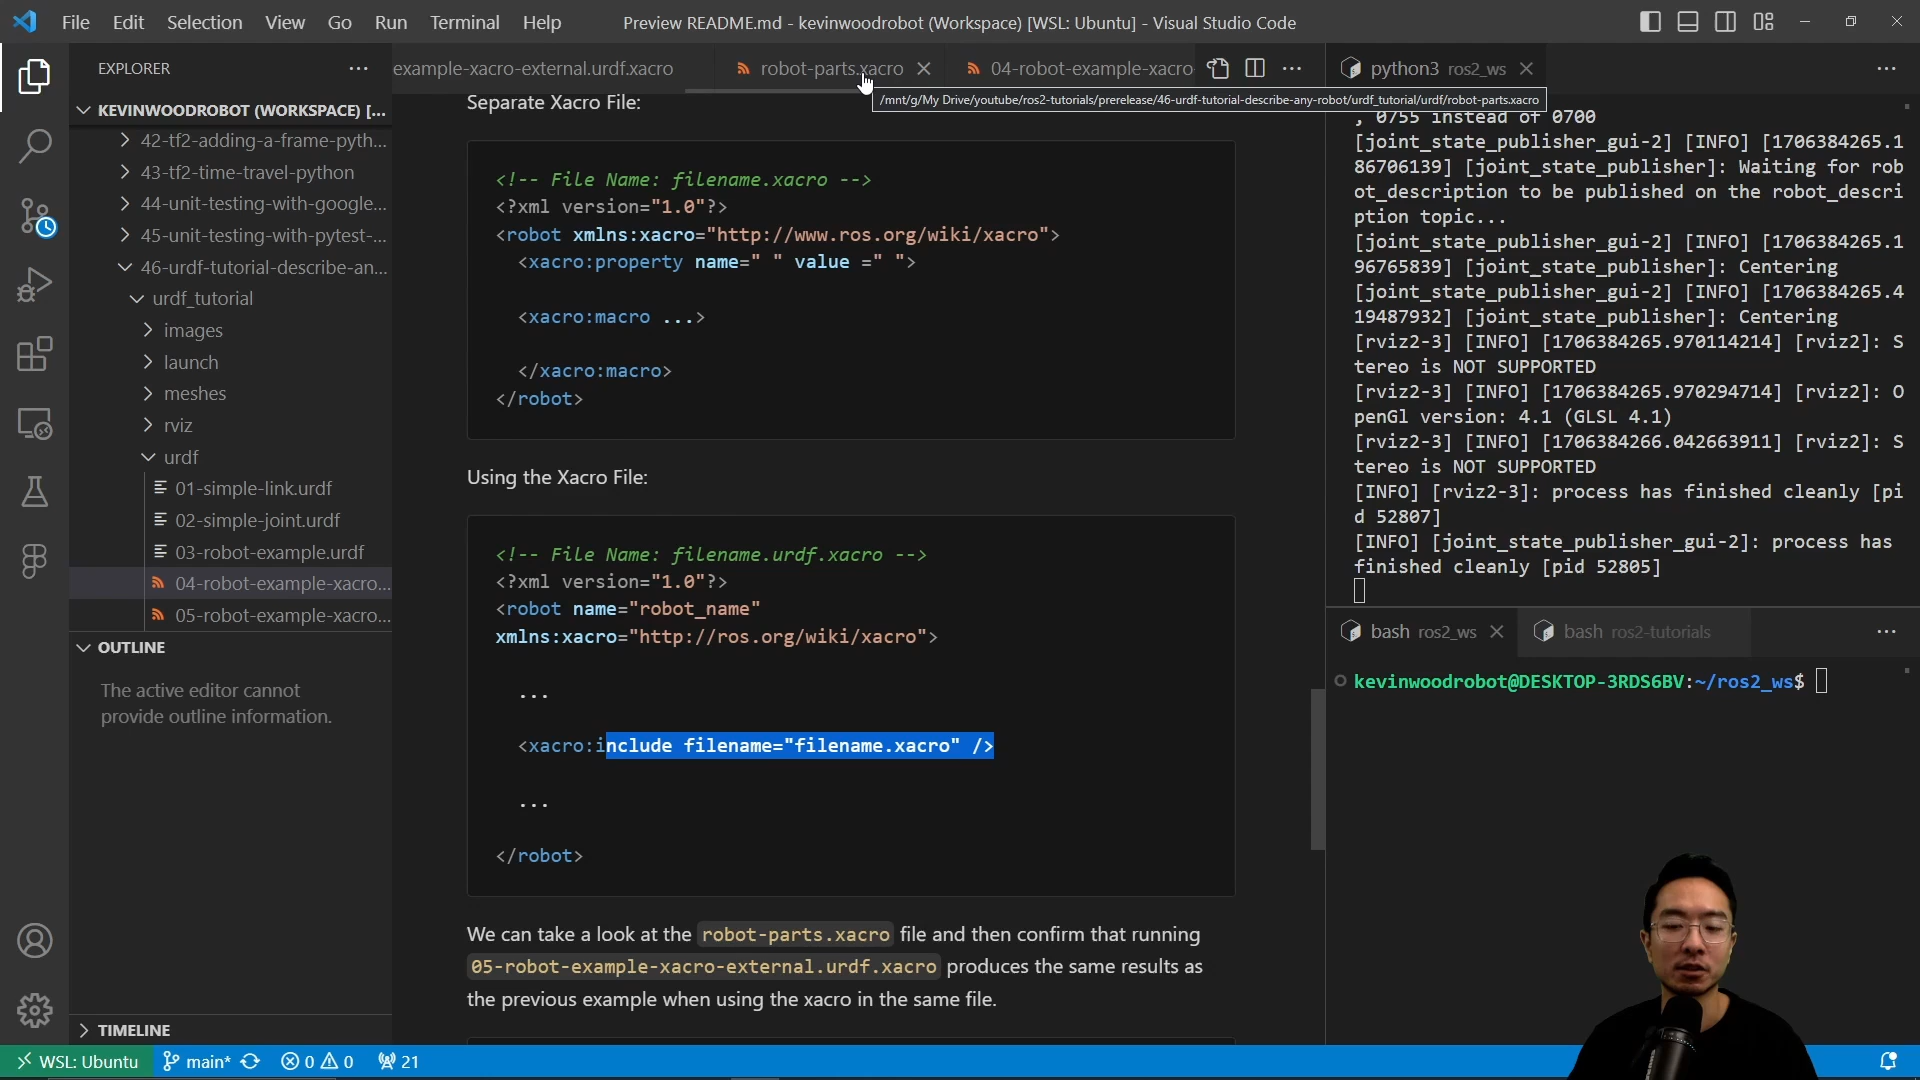 File Edit Selection View Go Run Terminal Help
Preview README.md - kevinwoodrobot (Workspace) [WSL: Ubuntu] - Visual Studio Code
EXPLORER
KEVINWOODROBOT (WORKSPACE) [...
42-tf2-adding-a-frame-pyth...
43-tf2-time-travel-python
44-unit-testing-with-google...
45-unit-testing-with-pytest-...
46-urdf-tutorial-describe-an...
urdf_tutorial
images
launch
meshes
rviz
urdf
01-simple-link.urdf
02-simple-joint.urdf
03-robot-example.urdf
04-robot-example-xacro...
05-robot-example-xacro...
OUTLINE
The active editor cannot
provide outline information.
TIMELINE
example-xacro-external.urdf.xacro
robot-parts.xacro
04-robot-example-xacro
/mnt/g/My Drive/youtube/ros2-tutorials/prerelease/46-urdf-tutorial-describe-any-robot/urdf_tutorial/urdf/robot-parts.xacro
Separate Xacro File:
<!-- File Name: filename.xacro -->
<?xml version="1.0"?>
<robot xmlns:xacro="http://www.ros.org/wiki/xacro">
<xacro:property name=" " value =" ">
<xacro:macro ...>
</xacro:macro>
</robot>
Using the Xacro File:
<!-- File Name: filename.urdf.xacro -->
<?xml version="1.0"?>
<robot name="robot_name"
xmlns:xacro="http://ros.org/wiki/xacro">
...
<xacro:include filename="filename.xacro" />
...
</robot>
We can take a look at the robot-parts.xacro file and then confirm that running
05-robot-example-xacro-external.urdf.xacro produces the same results as
the previous example when using the xacro in the same file.
python3 ros2_ws
, 0755 instead of 0700
[joint_state_publisher_gui-2] [INFO] [1706384265.1
86706139] [joint_state_publisher]: Waiting for rob
ot_description to be published on the robot_descri
ption topic...
[joint_state_publisher_gui-2] [INFO] [1706384265.1
96765839] [joint_state_publisher]: Centering
[joint_state_publisher_gui-2] [INFO] [1706384265.4
19487932] [joint_state_publisher]: Centering
[rviz2-3] [INFO] [1706384265.970114214] [rviz2]: S
tereo is NOT SUPPORTED
[rviz2-3] [INFO] [1706384265.970294714] [rviz2]: O
penGl version: 4.1 (GLSL 4.1)
[rviz2-3] [INFO] [1706384266.042663911] [rviz2]: S
tereo is NOT SUPPORTED
[INFO] [rviz2-3]: process has finished cleanly [pi
d 52807]
[INFO] [joint_state_publisher_gui-2]: process has
finished cleanly [pid 52805]
bash ros2_ws
bash ros2-tutorials
kevinwoodrobot@DESKTOP-3RDS6BV:~/ros2_ws$
WSL: Ubuntu main* 0 0 21